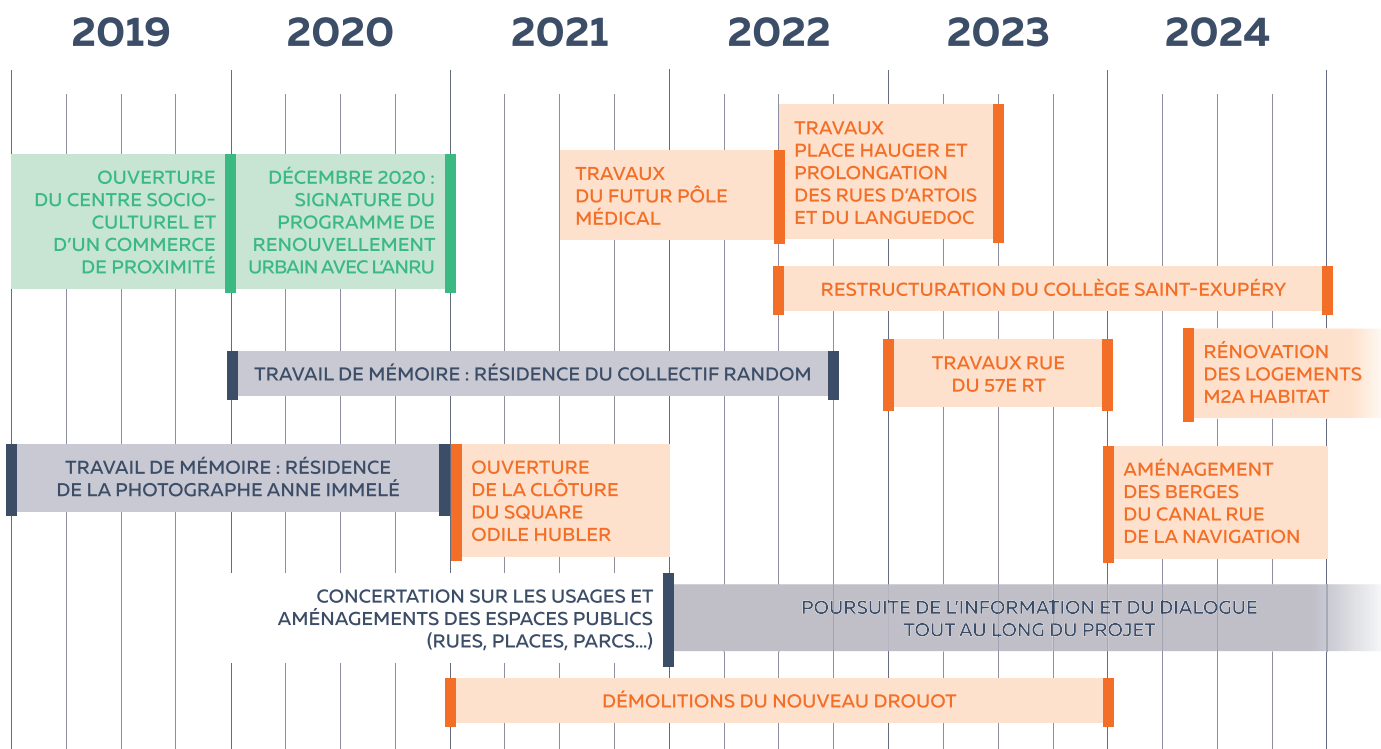 2019
2020
2021
2022
2023
2024
OUVERTURE
DU CENTRE SOCIO-
CULTUREL ET
D'UN COMMERCE
DE PROXIMITÉ
DÉCEMBRE 2020 :
SIGNATURE DU
PROGRAMME DE
RENOUVELLEMENT
URBAIN AVEC L'ANRU
TRAVAUX
DU FUTUR PÔLE
MÉDICAL
TRAVAUX
PLACE HAUGER ET
PROLONGATION
DES RUES D'ARTOIS
ET DU LANGUEDOC
RESTRUCTURATION DU COLLÈGE SAINT-EXUPÉRY
TRAVAIL DE MÉMOIRE : RÉSIDENCE DU COLLECTIF RANDOM
TRAVAUX RUE
DU 57E RT
RÉNOVATION
DES LOGEMENTS
M2A HABITAT
TRAVAIL DE MÉMOIRE : RÉSIDENCE
DE LA PHOTOGRAPHE ANNE IMMELÉ
OUVERTURE
DE LA CLÔTURE
DU SQUARE
ODILE HUBLER
AMÉNAGEMENT
DES BERGES
DU CANAL RUE
DE LA NAVIGATION
CONCERTATION SUR LES USAGES ET
AMÉNAGEMENTS DES ESPACES PUBLICS
(RUES, PLACES, PARCS...)
POURSUITE DE L'INFORMATION ET DU DIALOGUE
TOUT AU LONG DU PROJET
DÉMOLITIONS DU NOUVEAU DROUOT